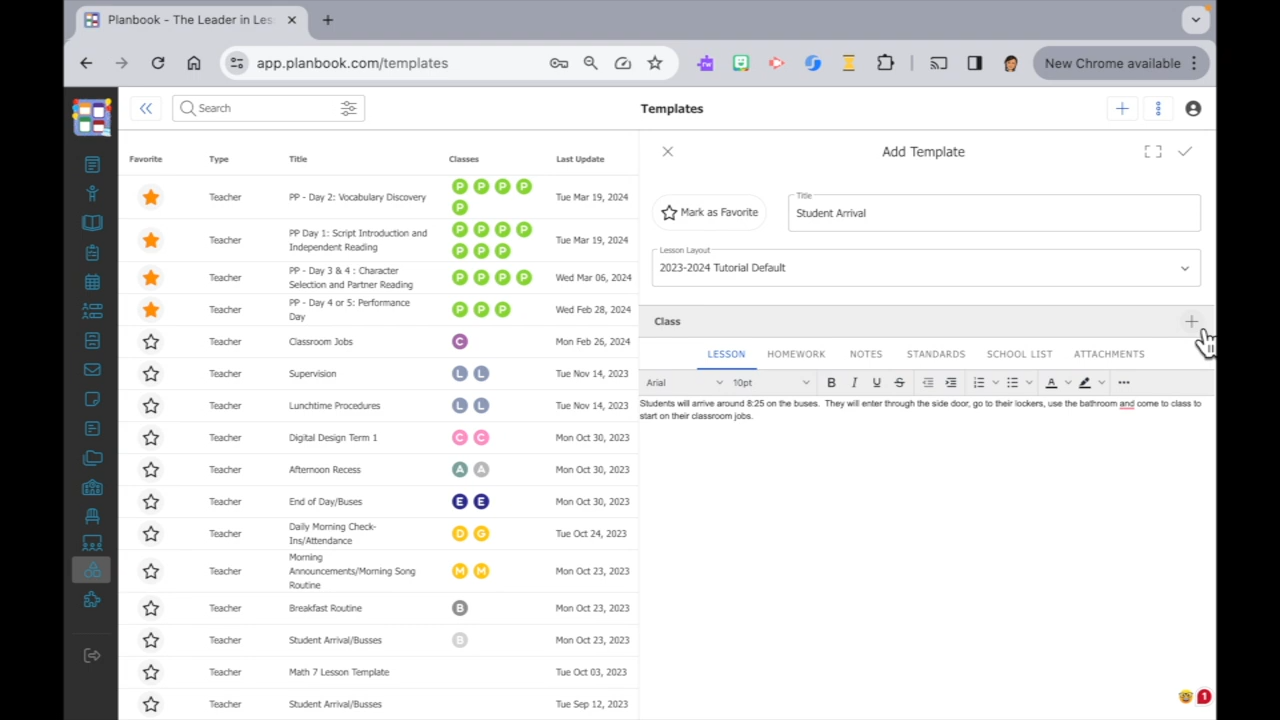 Planbook - The Leader in Les
app.planbook.com/templates
New Chrome available
Search
Templates
Favorite Type Title Classes Last Update
Teacher PP - Day 2: Vocabulary Discovery P P P P Tue Mar 19, 2024
P
Teacher PP Day 1: Script Introduction and P P P P Tue Mar 19, 2024
Independent Reading P P P
Teacher PP - Day 3 & 4 : Character P P P P Wed Mar 06, 2024
Selection and Partner Reading
Teacher PP - Day 4 or 5: Performance P P P Wed Feb 28, 2024
Day
Teacher Classroom Jobs C Mon Feb 26, 2024
Teacher Supervision L L Tue Nov 14, 2023
Teacher Lunchtime Procedures L L Tue Nov 14, 2023
Teacher Digital Design Term 1 C C Mon Oct 30, 2023
Teacher Afternoon Recess A A Mon Oct 30, 2023
Teacher End of Day/Buses E E Mon Oct 30, 2023
Teacher Daily Morning Check- D G Tue Oct 24, 2023
Ins/Attendance
Teacher Morning M M Mon Oct 23, 2023
Announcements/Morning Song
Routine
Teacher Breakfast Routine B Mon Oct 23, 2023
Teacher Student Arrival/Busses B Mon Oct 23, 2023
Teacher Math 7 Lesson Template Tue Oct 03, 2023
Teacher Student Arrival/Busses Tue Sep 12, 2023
Add Template
Mark as Favorite
Title
Student Arrival
Lesson Layout
2023-2024 Tutorial Default
Class
LESSON HOMEWORK NOTES STANDARDS SCHOOL LIST ATTACHMENTS
Arial 10pt B I U S A
Students will arrive around 8:25 on the buses. They will enter through the side door, go to their lockers, use the bathroom and come to class to
start on their classroom jobs.
1